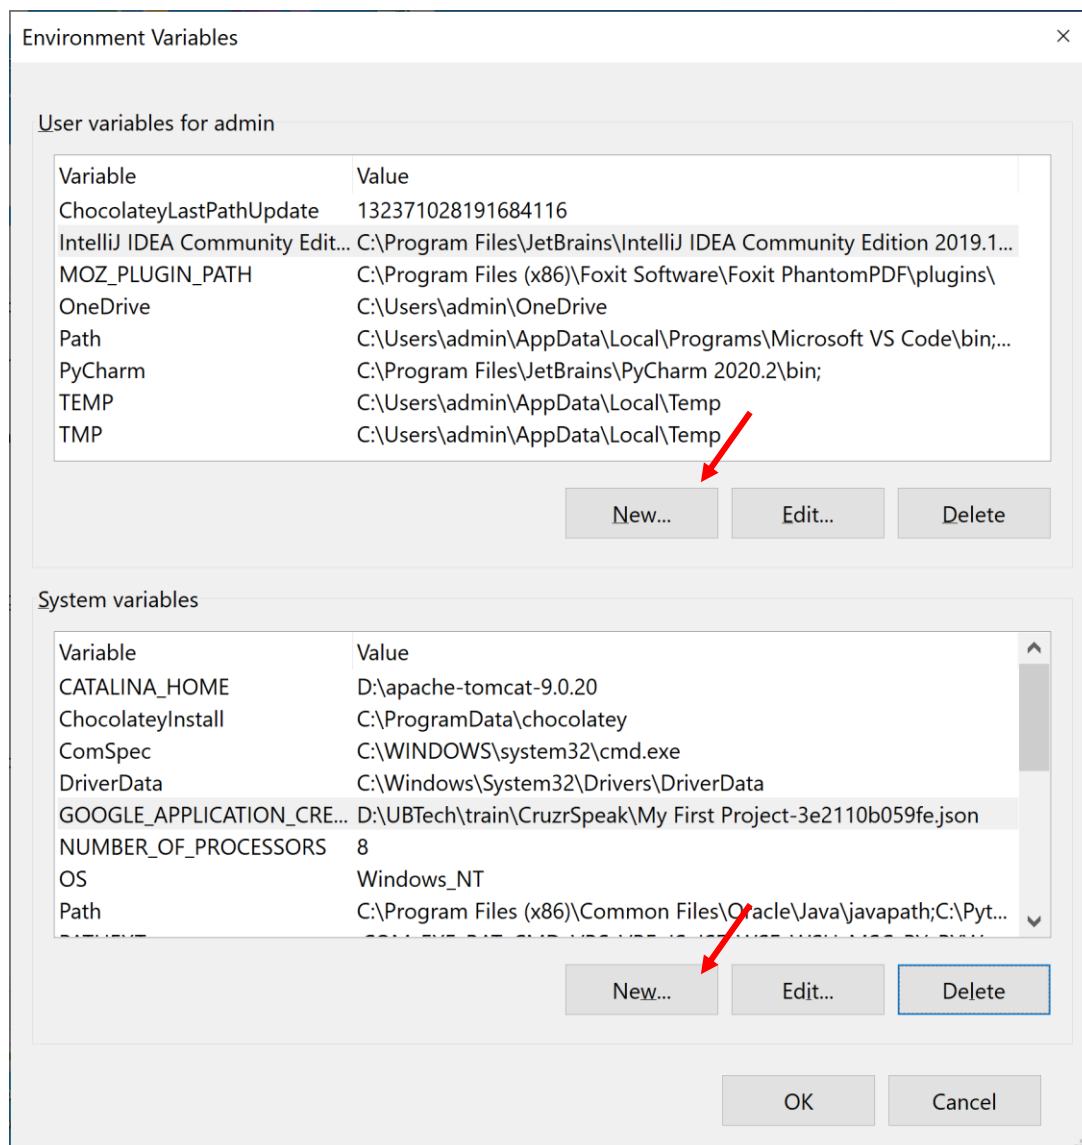 Environment Variables
User variables for admin
Variable Value
ChocolateyLastPathUpdate 132371028191684116
IntelliJ IDEA Community Edit... C:\Program Files\JetBrains\IntelliJ IDEA Community Edition 2019.1...
MOZ_PLUGIN_PATH C:\Program Files (x86)\Foxit Software\Foxit PhantomPDF\plugins\
OneDrive C:\Users\admin\OneDrive
Path C:\Users\admin\AppData\Local\Programs\Microsoft VS Code\bin;...
PyCharm C:\Program Files\JetBrains\PyCharm 2020.2\bin;
TEMP C:\Users\admin\AppData\Local\Temp
TMP C:\Users\admin\AppData\Local\Temp
New... Edit... Delete
System variables
Variable Value
CATALINA_HOME D:\apache-tomcat-9.0.20
ChocolateyInstall C:\ProgramData\chocolatey
ComSpec C:\WINDOWS\system32\cmd.exe
DriverData C:\Windows\System32\Drivers\DriverData
GOOGLE_APPLICATION_CRE... D:\UBTech\train\CruzrSpeak\My First Project-3e2110b059fe.json
NUMBER_OF_PROCESSORS 8
OS Windows_NT
Path C:\Program Files (x86)\Common Files\Oracle\Java\javapath;C:\Pyt...
New... Edit... Delete
OK Cancel